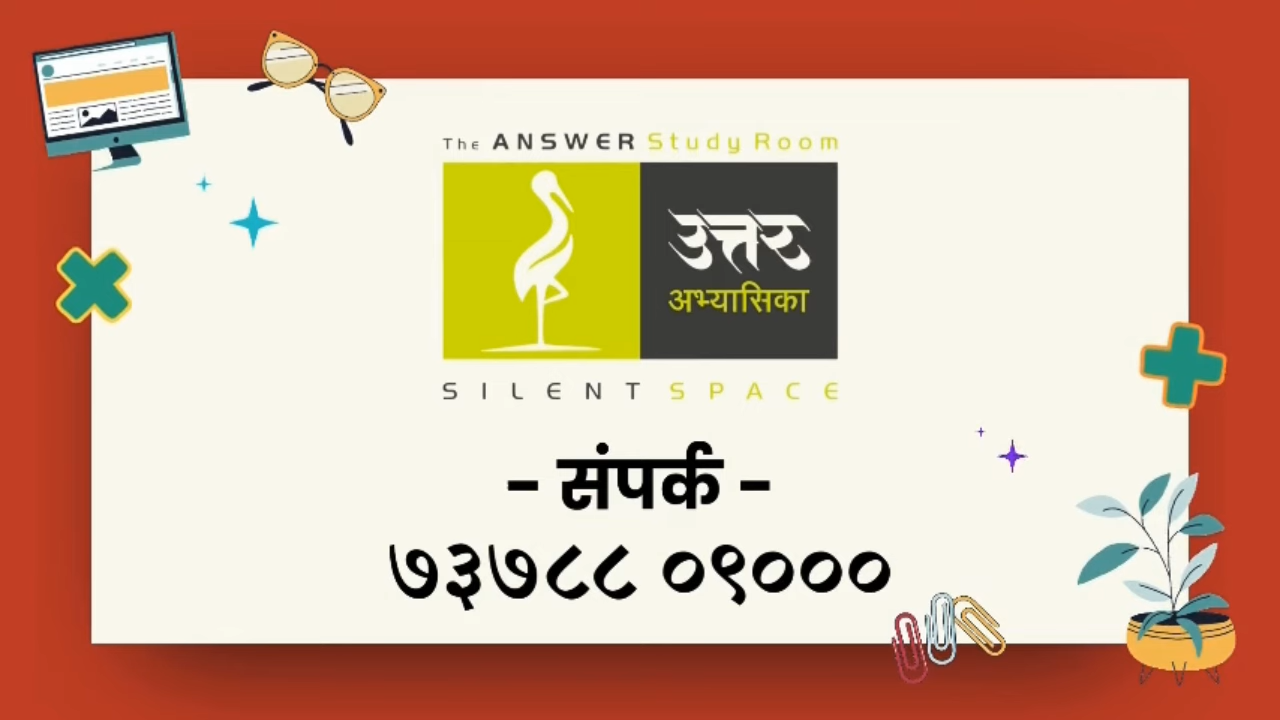 The ANSWER Study Room
उत्तर
अभ्यासिका
SILENT SPACE
- संपर्क -
७३७८८ ०९०००